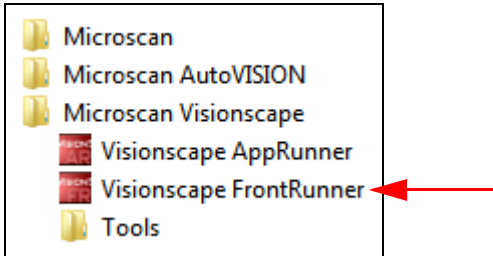 Microscan
Microscan AutoVISION
Microscan Visionscape
Visionscape AppRunner
Visionscape FrontRunner
Tools